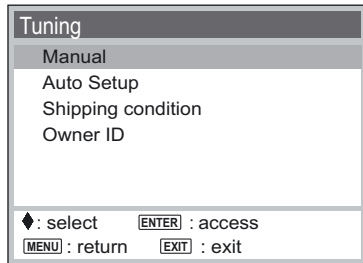 Tuning
Manual
Auto Setup
Shipping condition
Owner ID
♦: select ENTER : access
MENU : return EXIT : exit